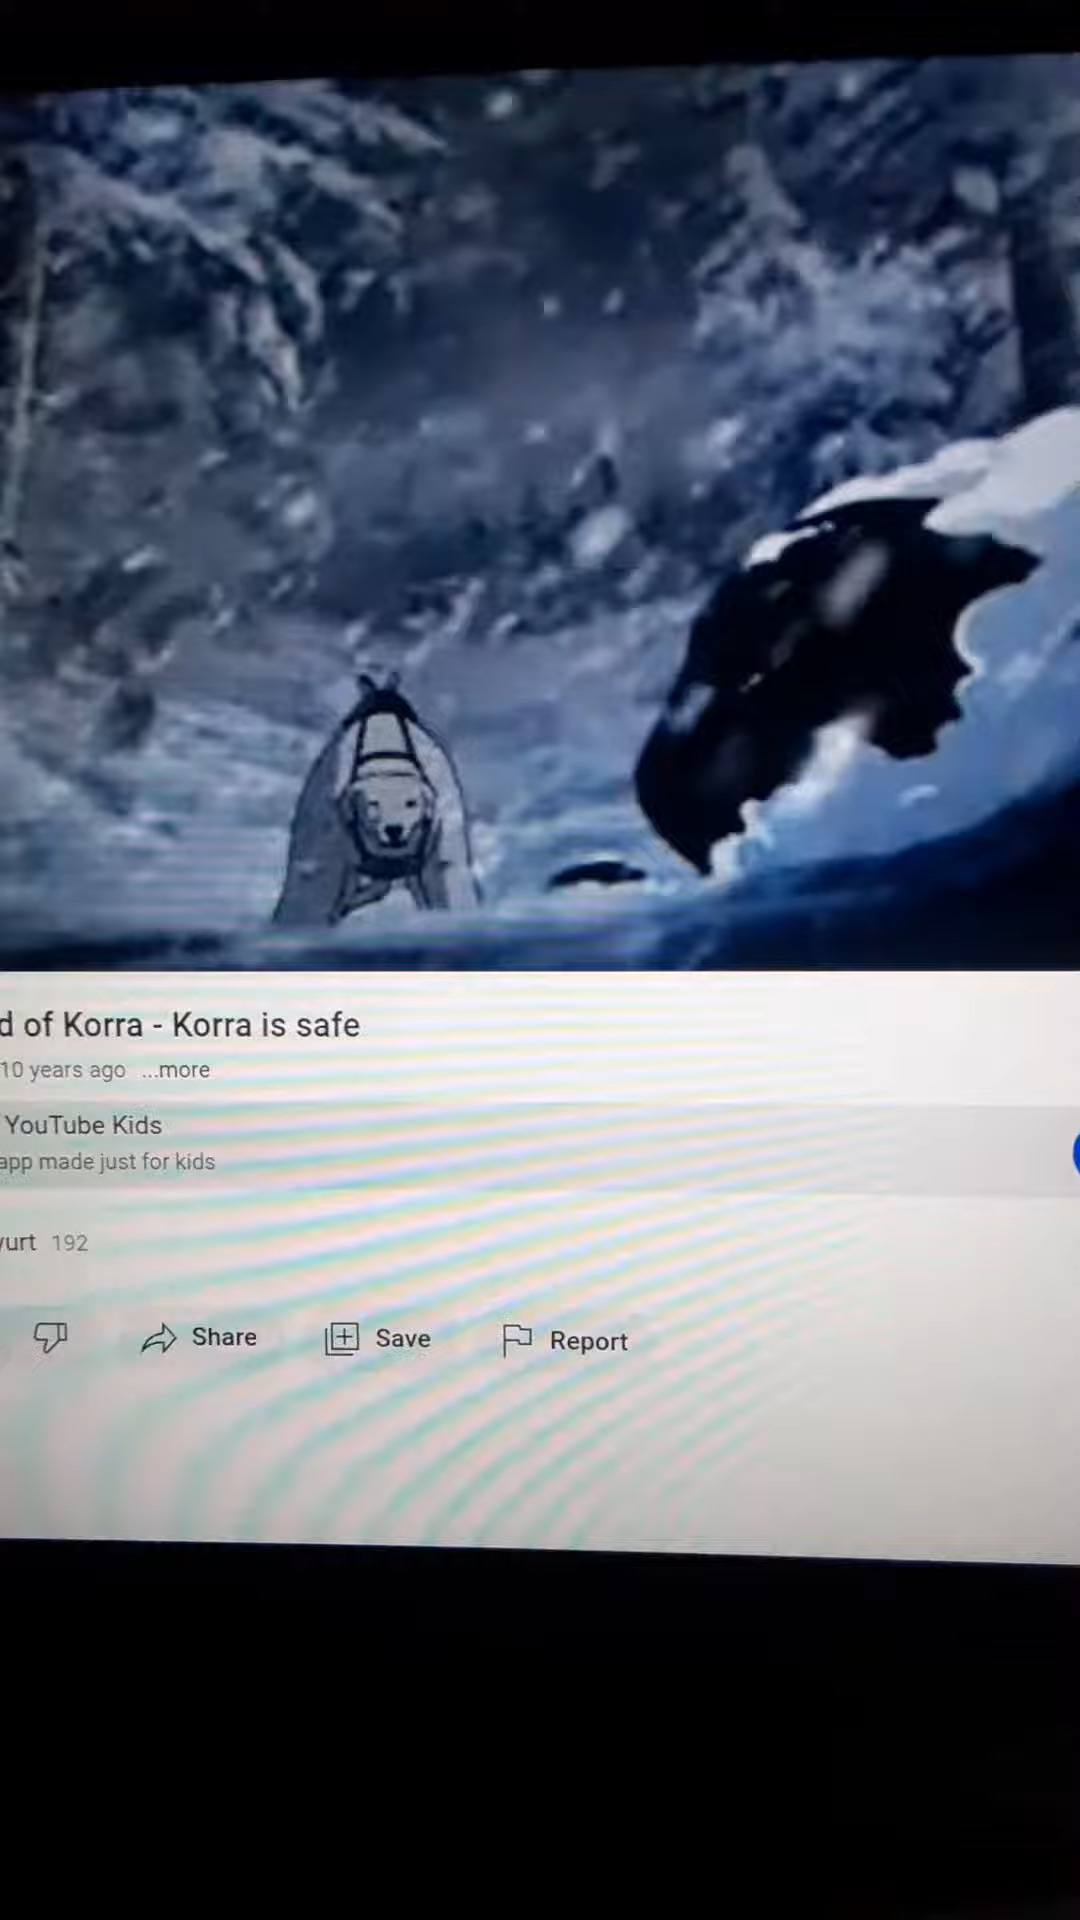 d of Korra - Korra is safe
10 years ago ...more
YouTube Kids
app made just for kids
yurt 192
Share
Save
Report